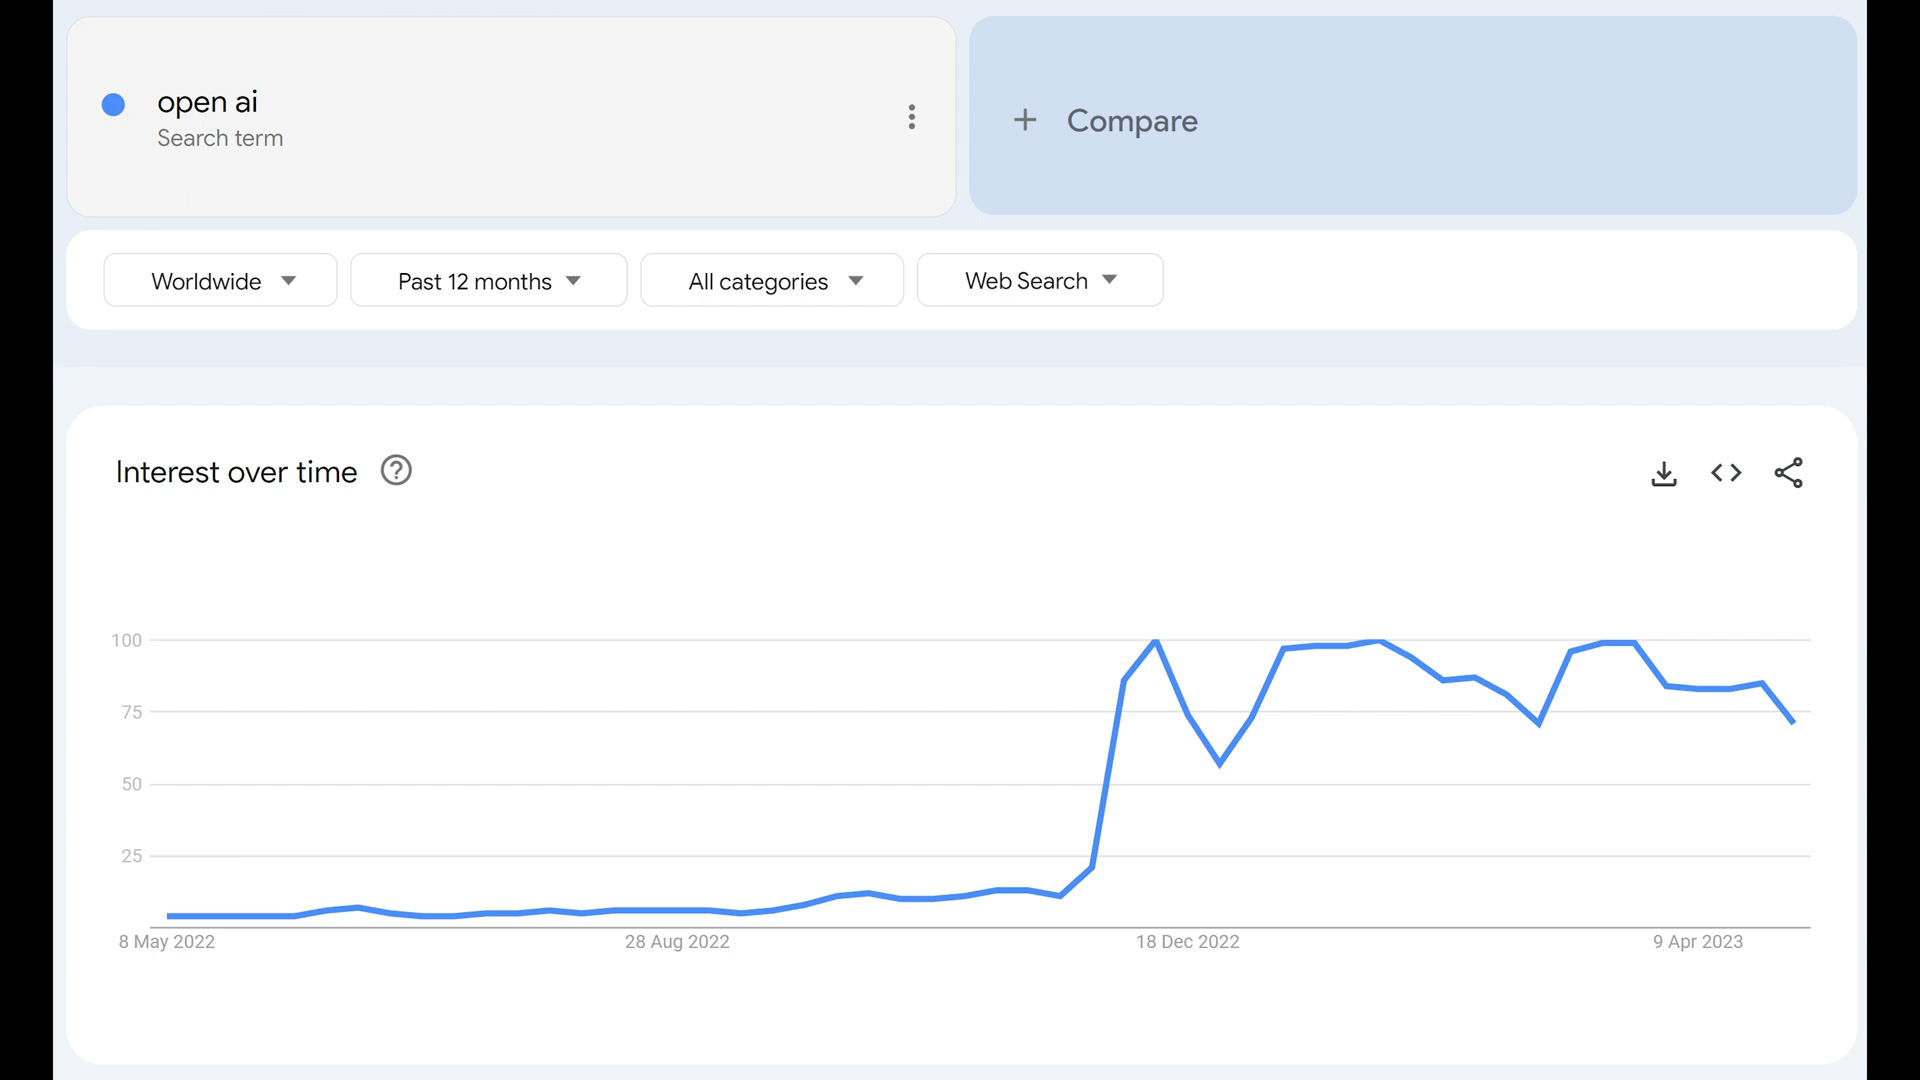 open ai
Search term
+ Compare
Worldwide
Past 12 months
All categories
Web Search
Interest over time
100
75
50
25
8 May 2022
28 Aug 2022
18 Dec 2022
9 Apr 2023